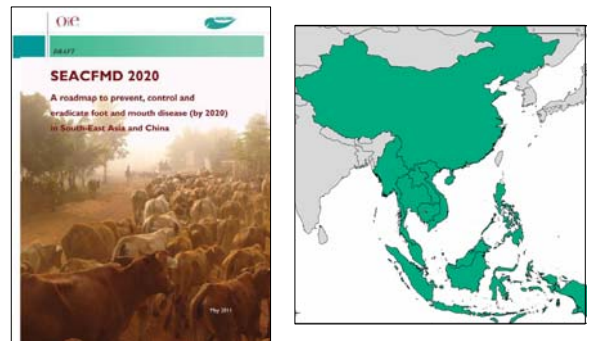 oie
DRAFT
SEACFMD 2020
A roadmap to prevent, control and
eradicate foot and mouth disease (by 2020)
in South-East Asia and China
May 2011